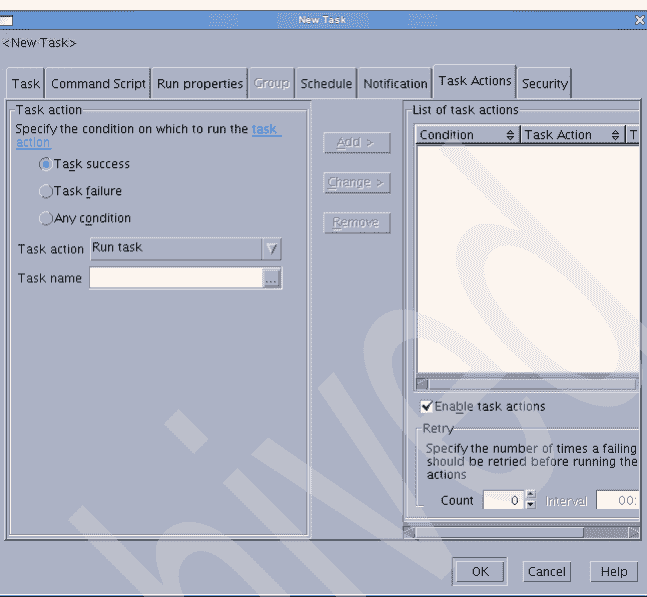 New Task
<New Task>
Task Command Script Run properties Group Schedule Notification Task Actions Security
Task action
Specify the condition on which to run the task
action
Task success
Task failure
Any condition
Task action Run task
Task name ...
Add >
Change >
Remove
List of task actions
Condition Task Action T
Enable task actions
Retry
Specify the number of times a failing
should be retried before running the
actions
Count 0 Interval 00:
OK Cancel Help